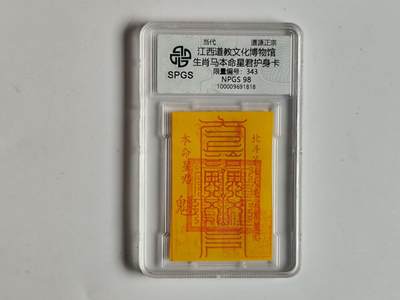 当代
道源正宗
江西道教文化博物馆
生肖马本命星君护身卡
限量编号：343
NPGS 98
100009691818
SPGS
本命星君